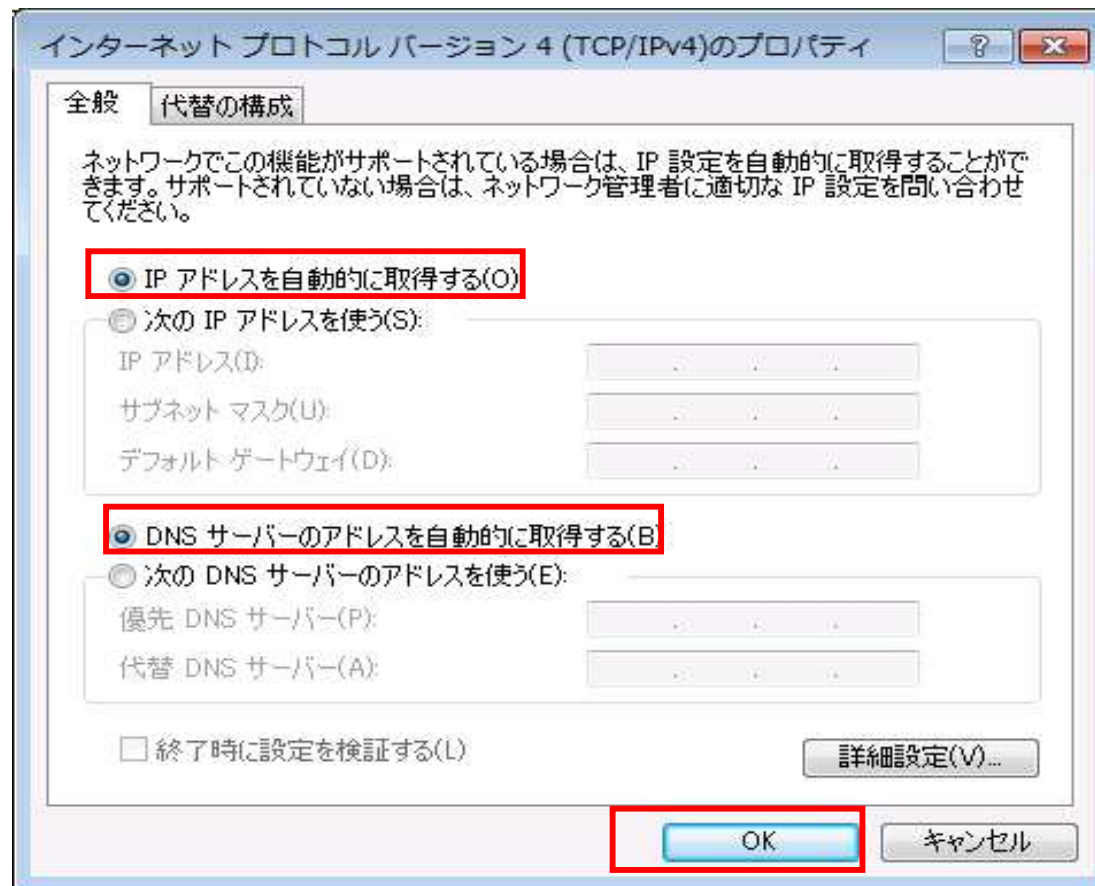 インターネット プロトコル バージョン 4 (TCP/IPv4)のプロパティ
全般
代替の構成
ネットワークでこの機能がサポートされている場合は、IP 設定を自動的に取得することがで
きます。サポートされていない場合は、ネットワーク管理者に適切な IP 設定を問い合わせ
てください。
IP アドレスを自動的に取得する(O)
次の IP アドレスを使う(S):
IP アドレス(I):
サブネット マスク(U):
デフォルト ゲートウェイ(D):
DNS サーバーのアドレスを自動的に取得する(B)
次の DNS サーバーのアドレスを使う(E):
優先 DNS サーバー(P):
代替 DNS サーバー(A):
終了時に設定を検証する(L)
詳細設定(V)...
OK
キャンセル